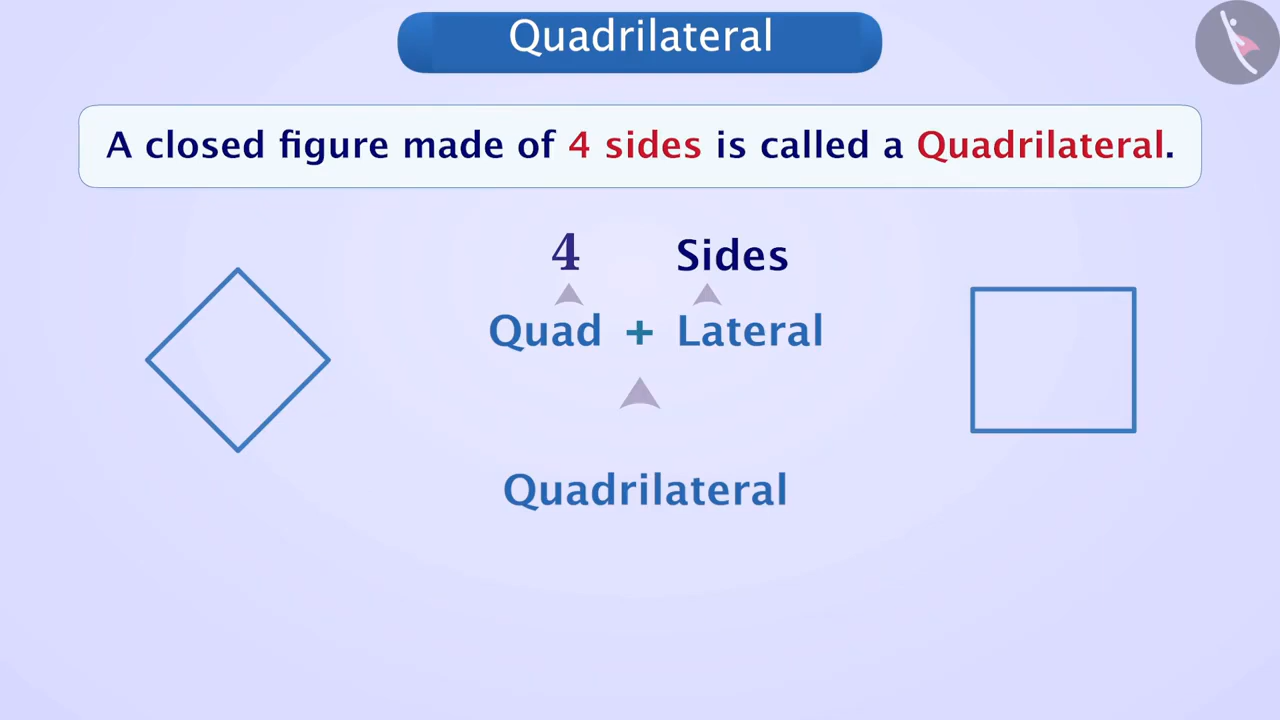 Quadrilateral
A closed figure made of 4 sides is called a Quadrilateral.
4 Sides
Quad + Lateral
Quadrilateral